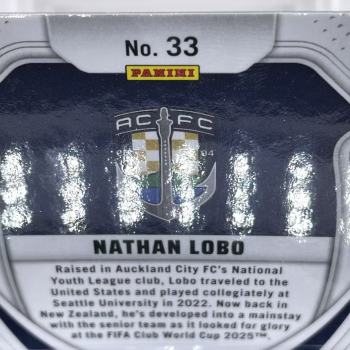 No. 33
PANINI
AC FC
NATHAN LOBO
Raised in Auckland City FC's National
Youth League club, Lobo traveled to the
United States and played collegiately at
Seattle University in 2022. Now back in
New Zealand, he's developed into a mainstay
with the senior team as it looked for glory
at the FIFA Club World Cup 2025™.